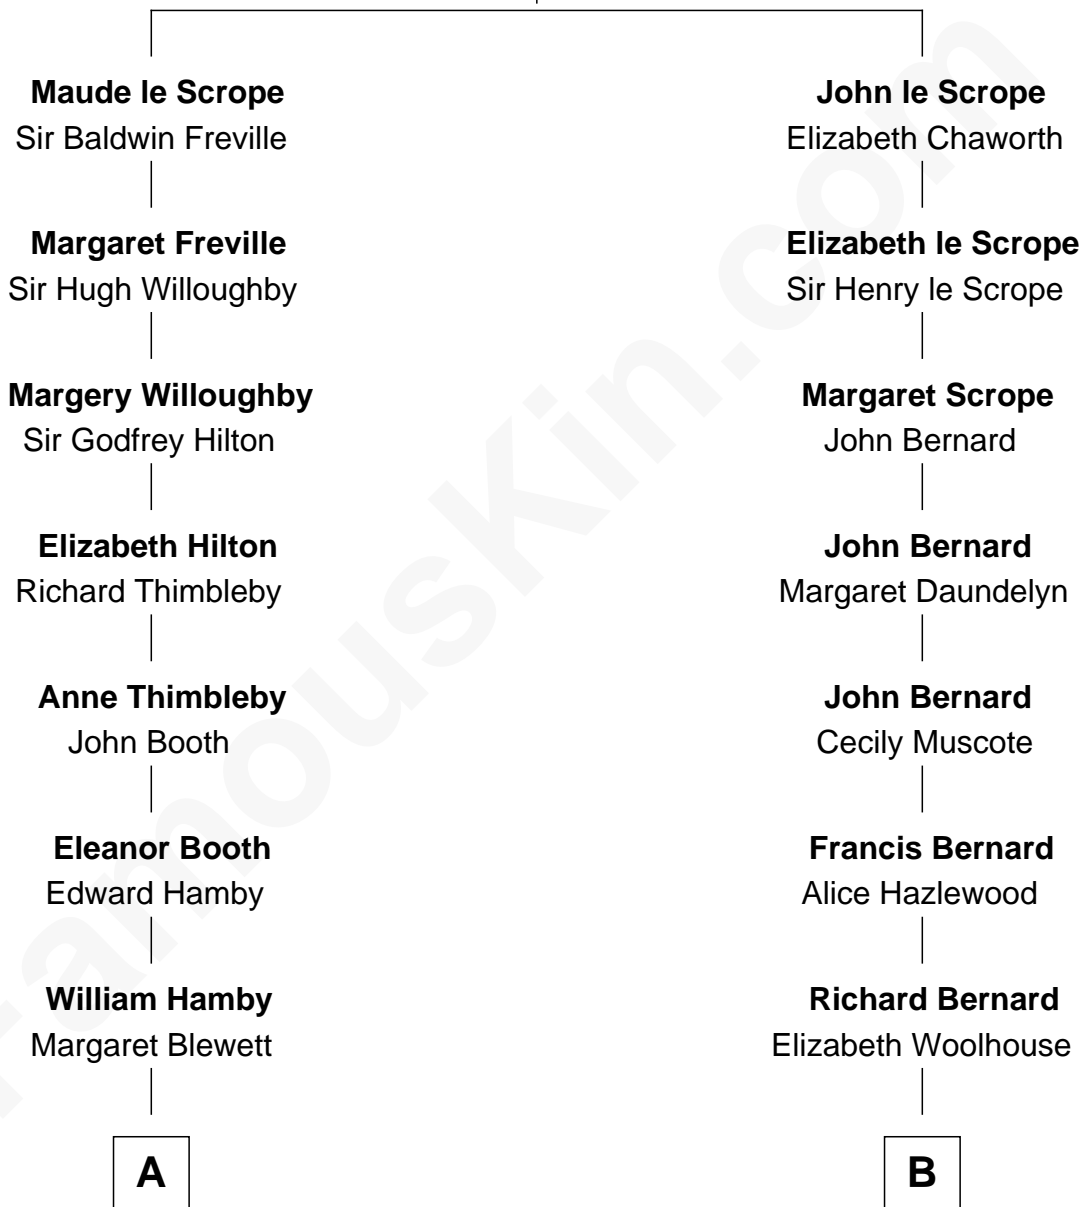 Maude le Scrope
Sir Baldwin Freville
Margaret Freville
Sir Hugh Willoughby
Margery Willoughby
Sir Godfrey Hilton
Elizabeth Hilton
Richard Thimbleby
Anne Thimbleby
John Booth
Eleanor Booth
Edward Hamby
William Hamby
Margaret Blewett
A
John le Scrope
Elizabeth Chaworth
Elizabeth le Scrope
Sir Henry le Scrope
Margaret Scrope
John Bernard
John Bernard
Margaret Daundelyn
John Bernard
Cecily Muscote
Francis Bernard
Alice Hazlewood
Richard Bernard
Elizabeth Woolhouse
B
FamousKin.com